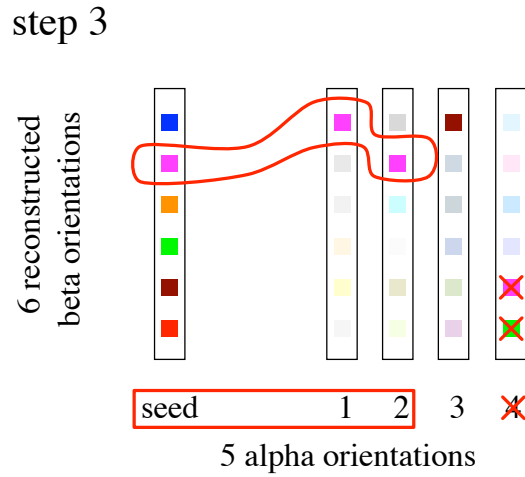 step 3
6 reconstructed
beta orientations
seed 1 2 3 4
5 alpha orientations